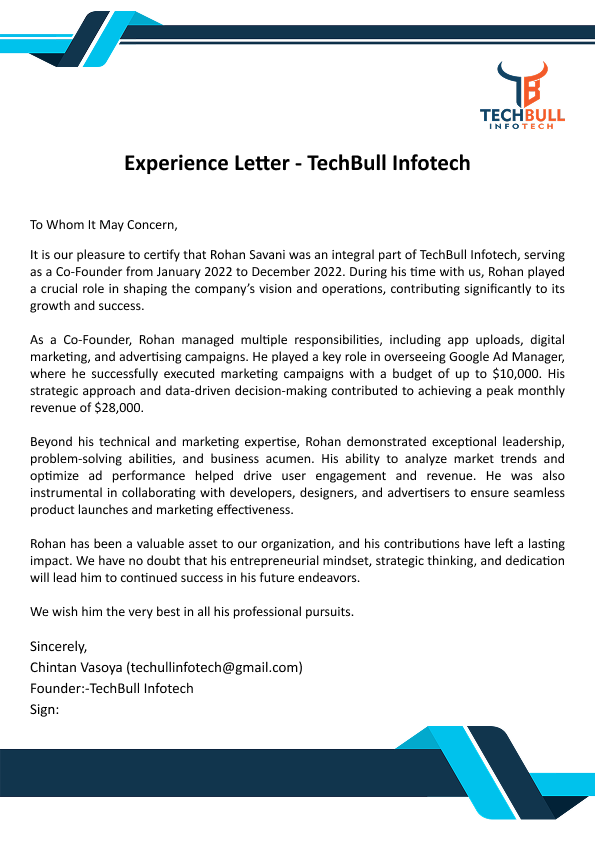 TECHBULL
INFOTECH
Experience Letter - TechBull Infotech
To Whom It May Concern,
It is our pleasure to certify that Rohan Savani was an integral part of TechBull Infotech, serving
as a Co-Founder from January 2022 to December 2022. During his time with us, Rohan played
a crucial role in shaping the company’s vision and operations, contributing significantly to its
growth and success.
As a Co-Founder, Rohan managed multiple responsibilities, including app uploads, digital
marketing, and advertising campaigns. He played a key role in overseeing Google Ad Manager,
where he successfully executed marketing campaigns with a budget of up to $10,000. His
strategic approach and data-driven decision-making contributed to achieving a peak monthly
revenue of $28,000.
Beyond his technical and marketing expertise, Rohan demonstrated exceptional leadership,
problem-solving abilities, and business acumen. His ability to analyze market trends and
optimize ad performance helped drive user engagement and revenue. He was also
instrumental in collaborating with developers, designers, and advertisers to ensure seamless
product launches and marketing effectiveness.
Rohan has been a valuable asset to our organization, and his contributions have left a lasting
impact. We have no doubt that his entrepreneurial mindset, strategic thinking, and dedication
will lead him to continued success in his future endeavors.
We wish him the very best in all his professional pursuits.
Sincerely,
Chintan Vasoya (techullinfotech@gmail.com)
Founder:-TechBull Infotech
Sign: